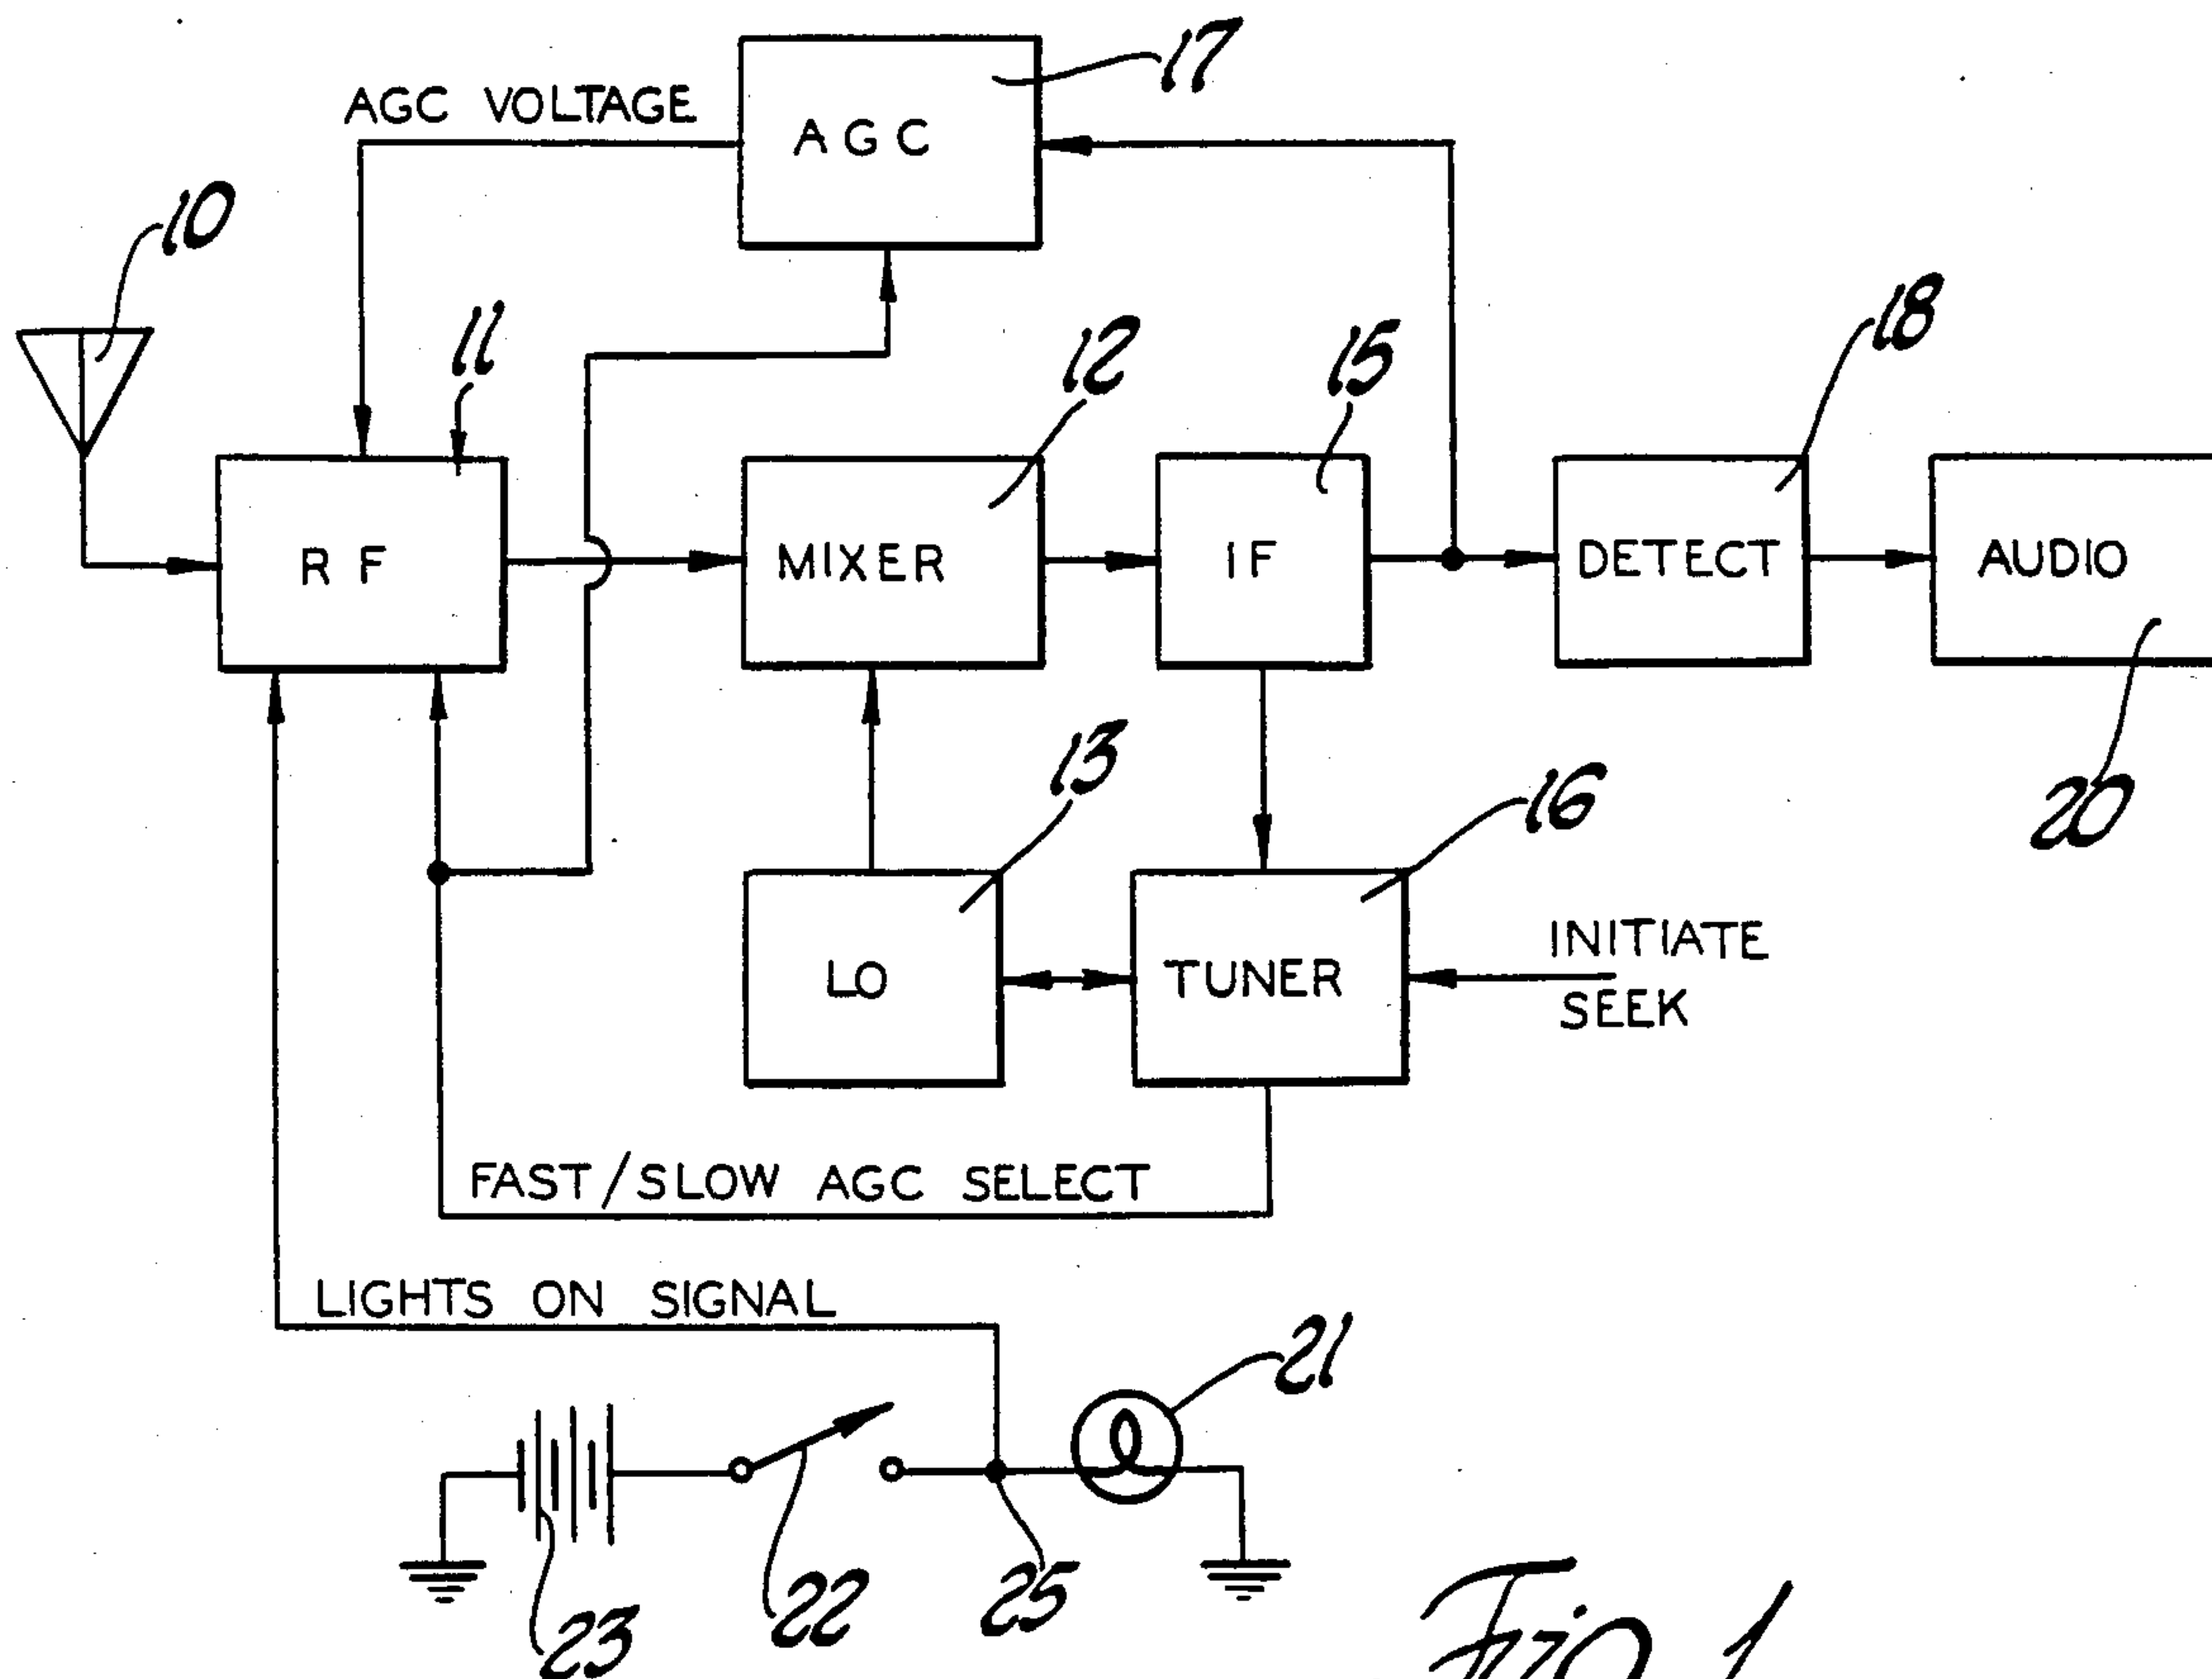 17
AGC VOLTAGE
AGC
10
11
12
15
18
RF
MIXER
IF
DETECT
AUDIO
13
16
20
LO
TUNER
INITIATE
SEEK
FAST/SLOW AGC SELECT
LIGHTS ON SIGNAL
21
23
22
25
Fig. 1